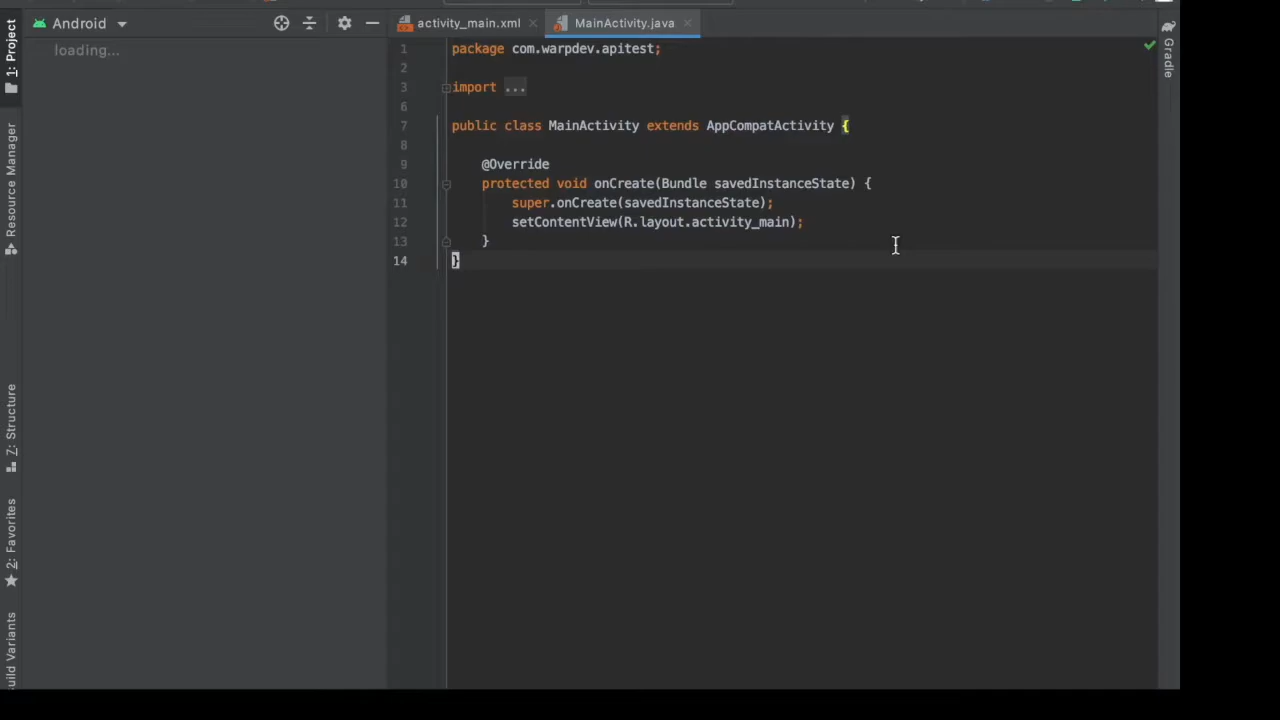 Android
activity_main.xml
MainActivity.java
loading...
1 package com.warpdev.apitest;
2
3 import ...
6
7 public class MainActivity extends AppCompatActivity {
8
9 @Override
10 protected void onCreate(Bundle savedInstanceState) {
11 super.onCreate(savedInstanceState);
12 setContentView(R.layout.activity_main);
13 }
14 }
1: Project
Resource Manager
Z: Structure
2: Favorites
uild Variants
Gradle